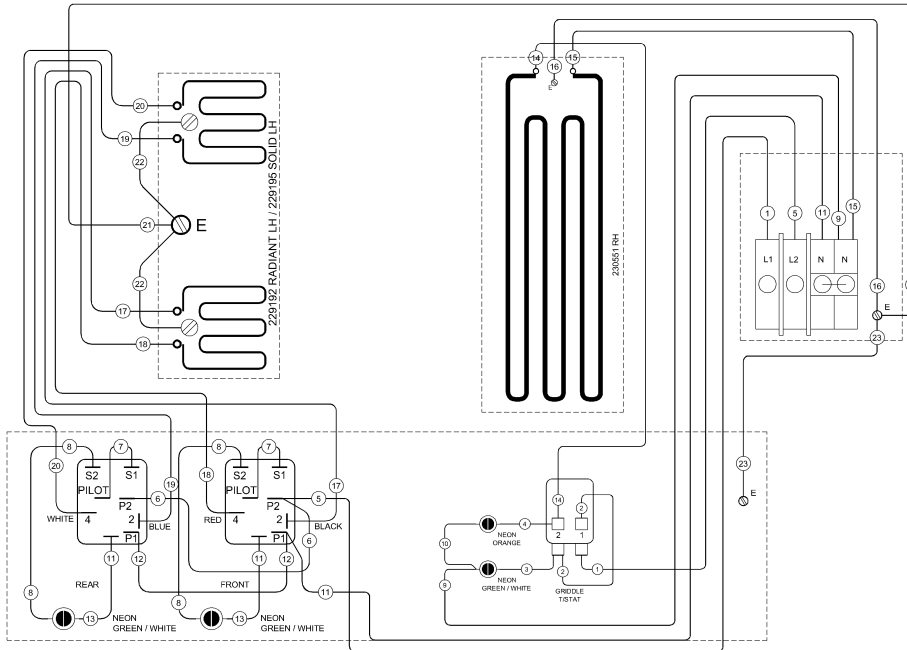 14
16
15
E
20
19
22
21
E
22
17
18
229192 RADIANT LH / 229195 SOLID LH
230551 RH
1
5
11
9
15
L1
L2
N
N
16
E
23
23
E
8
7
20
S2
S1
PILOT
19
P2
6
WHITE
4
2
BLUE
P1
11
12
REAR
8
13
NEON
GREEN / WHITE
8
7
18
S2
S1
PILOT
17
P2
5
RED
4
2
BLACK
P1
6
11
12
FRONT
11
8
13
NEON
GREEN / WHITE
14
2
4
NEON
ORANGE
2
1
10
3
2
1
9
NEON
GREEN / WHITE
GRIDDLE
T/STAT